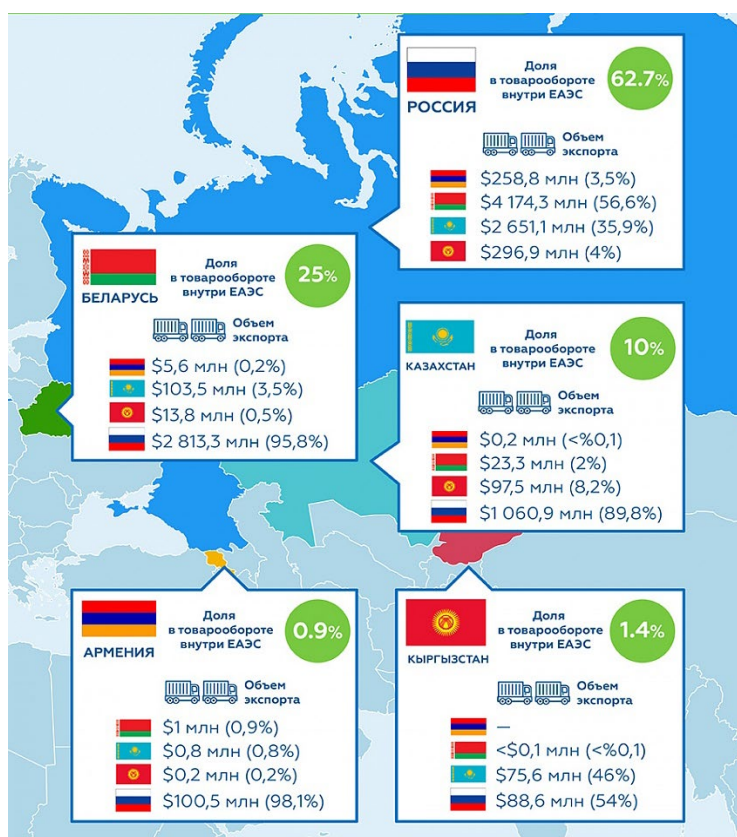 Доля
в товарообороте
внутри ЕАЭС
62.7%
РОССИЯ
Объем
экспорта
$258,8 млн (3,5%)
$4 174,3 млн (56,6%)
$2 651,1 млн (35,9%)
$296,9 млн (4%)
Доля
в товарообороте
внутри ЕАЭС
25%
БЕЛАРУСЬ
Объем
экспорта
$5,6 млн (0,2%)
$103,5 млн (3,5%)
$13,8 млн (0,5%)
$2 813,3 млн (95,8%)
Доля
в товарообороте
внутри ЕАЭС
10%
КАЗАХСТАН
Объем
экспорта
$0,2 млн (<%0,1)
$23,3 млн (2%)
$97,5 млн (8,2%)
$1 060,9 млн (89,8%)
Доля
в товарообороте
внутри ЕАЭС
0.9%
АРМЕНИЯ
Объем
экспорта
$1 млн (0,9%)
$0,8 млн (0,8%)
$0,2 млн (0,2%)
$100,5 млн (98,1%)
Доля
в товарообороте
внутри ЕАЭС
1.4%
КЫРГЫЗСТАН
Объем
экспорта
—
<$0,1 млн (<%0,1)
$75,6 млн (46%)
$88,6 млн (54%)